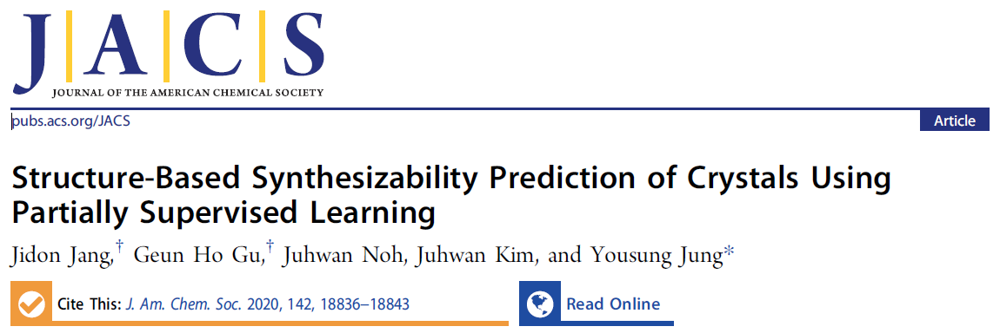 J|A|C|S
JOURNAL OF THE AMERICAN CHEMICAL SOCIETY
pubs.acs.org/JACS
Article
Structure-Based Synthesizability Prediction of Crystals Using
Partially Supervised Learning
Jidon Jang,† Geun Ho Gu,† Juhwan Noh, Juhwan Kim, and Yousung Jung*
Cite This: J. Am. Chem. Soc. 2020, 142, 18836–18843
Read Online